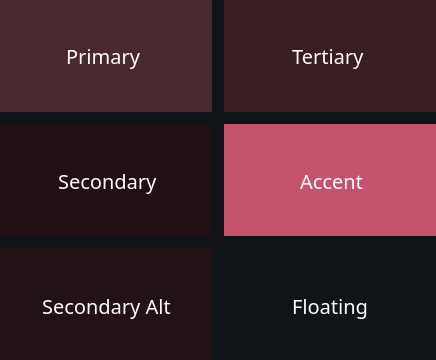 Primary
Tertiary
Secondary
Accent
Secondary Alt
Floating